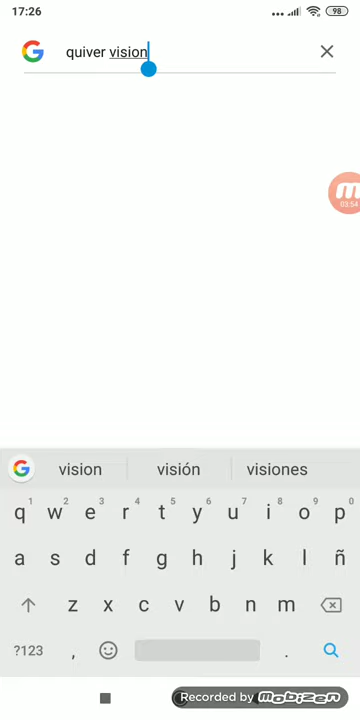 17:26
98
quiver vision
03:54
vision visión visiones
1 2 3 4 5 6 7 8 9 0
q w e r t y u i o p
a s d f g h j k l ñ
z x c v b n m
?123 , .
Recorded by mobizen